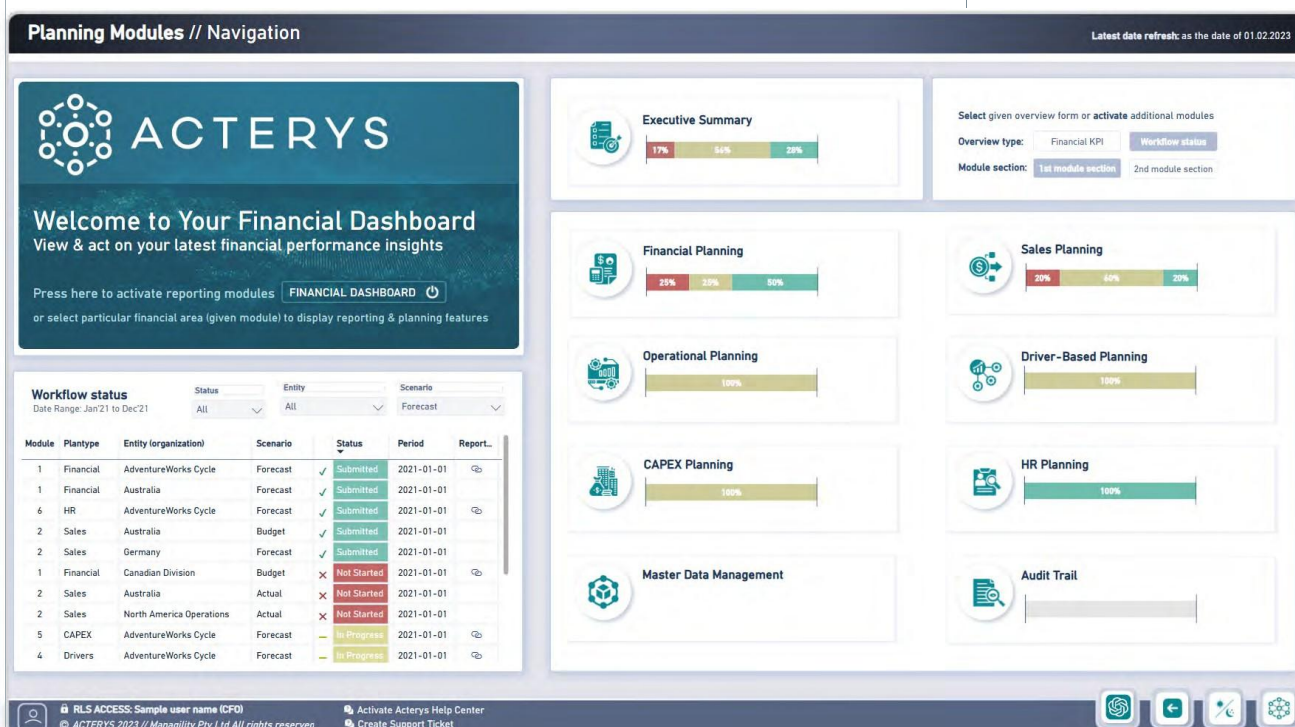 Planning Modules // Navigation
Latest date refresh: as the date of 01.02.2023
ACTERYS
Welcome to Your Financial Dashboard
View & act on your latest financial performance insights
Press here to activate reporting modules FINANCIAL DASHBOARD
or select particular financial area (given module) to display reporting & planning features
Executive Summary
17% 56% 28%
Select given overview form or activate additional modules
Overview type: Financial KPI Workflow status
Module section: 1st module section 2nd module section
Financial Planning
25% 25% 50%
Sales Planning
20% 60% 20%
Operational Planning
100%
Driver-Based Planning
100%
CAPEX Planning
100%
HR Planning
100%
Master Data Management
Audit Trail
Workflow status
Date Range: Jan'21 to Dec'21
Status Entity Scenario
All All Forecast
Module Plantype Entity (organization) Scenario Status Period Report...
1 Financial AdventureWorks Cycle Forecast ✓ Submitted 2021-01-01
1 Financial Australia Forecast ✓ Submitted 2021-01-01
6 HR AdventureWorks Cycle Forecast ✓ Submitted 2021-01-01
2 Sales Australia Budget ✓ Submitted 2021-01-01
2 Sales Germany Forecast ✓ Submitted 2021-01-01
1 Financial Canadian Division Budget × Not Started 2021-01-01
2 Sales Australia Actual × Not Started 2021-01-01
2 Sales North America Operations Actual × Not Started 2021-01-01
5 CAPEX AdventureWorks Cycle Forecast – In Progress 2021-01-01
4 Drivers AdventureWorks Cycle Forecast – In Progress 2021-01-01
RLS ACCESS: Sample user name (CFO)
© ACTERYS 2023 // Managility Pty Ltd All rights reserven
Activate Acterys Help Center
Create Support Ticket